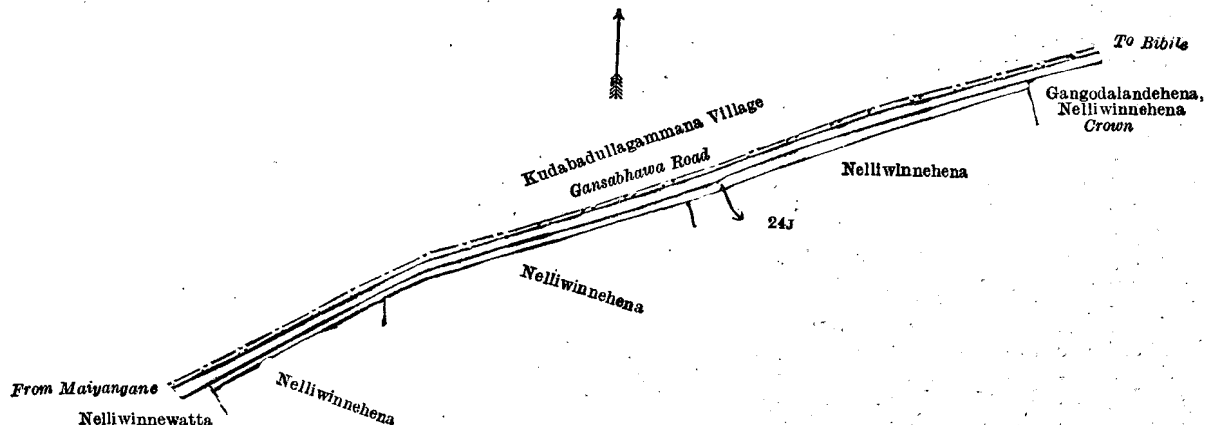 To Bibile
Gangodalandehena,
Nelliwinnehena
Crown
Kudabadullagammana Village
Gansabhawa Road
Nelliwinnehena
24J
Nelliwinnehena
From Maiyangane
Nelliwinnehena
Nelliwinnewatta